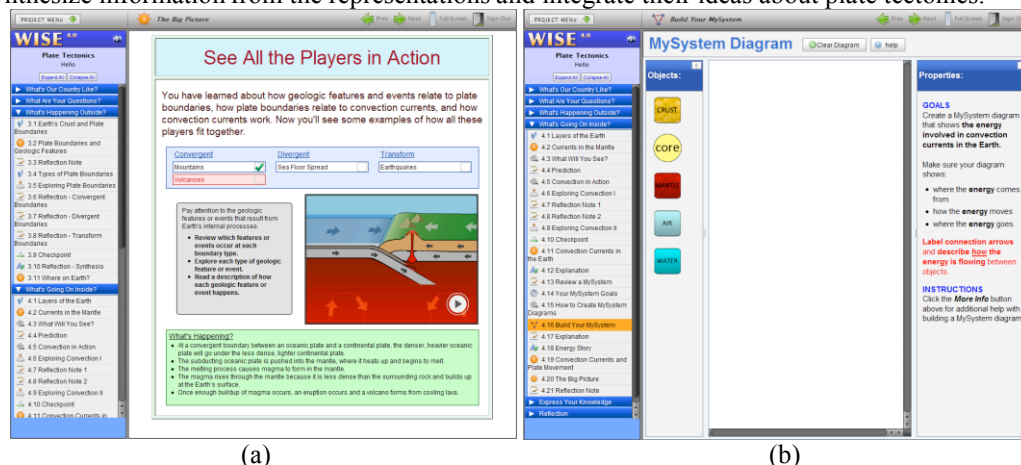 nthesize information from the representations and integrate their ideas about plate tectonics.
PROJECT MENU
The Big Picture
Prev
Next
FullScreen
Sign Out
WISE 4.0
Plate Tectonics
Hello
Expand All
Collapse All
What's Our Country Like?
What Are Your Questions?
What's Happening Outside?
3.1 Earth's Crust and Plate
Boundaries
3.2 Plate Boundaries and
Geologic Features
3.3 Reflection Note
3.4 Types of Plate Boundaries
3.5 Exploring Plate Boundaries
3.6 Reflection - Convergent
Boundaries
3.7 Reflection - Divergent
Boundaries
3.8 Reflection - Transform
Boundaries
3.9 Checkpoint
3.10 Reflection - Synthesis
3.11 Where on Earth?
What's Going On Inside?
4.1 Layers of the Earth
4.2 Currents in the Mantle
4.3 What Will You See?
4.4 Prediction
4.5 Convection in Action
4.6 Exploring Convection I
4.7 Reflection Note 1
4.8 Reflection Note 2
4.9 Exploring Convection II
4.10 Checkpoint
4.11 Convection Currents in
See All the Players in Action
You have learned about how geologic features and events relate to plate
boundaries, how plate boundaries relate to convection currents, and how
convection currents work. Now you'll see some examples of how all these
players fit together.
Convergent
Divergent
Transform
Mountains
Sea Floor Spread
Earthquakes
Volcanoes
Pay attention to the geologic
features or events that result from
Earth's internal processes.
• Review which features or
events occur at each
boundary type.
• Explore each type of
geologic feature or
event.
• Read a description of how
each geologic feature or
event happens.
What's Happening?
• At a convergent boundary between an oceanic plate and a continental plate, the denser, heavier oceanic
plate will go under the less dense, lighter continental plate.
• The subducting oceanic plate is pushed into the mantle, where it heats up and begins to melt.
• The melting process causes magma to form in the mantle.
• The magma rises through the mantle because it is less dense than the surrounding rock and builds up
at the Earth's surface.
• Once enough buildup of magma occurs, an eruption occurs and a volcano forms from cooling lava.
(a)
PROJECT MENU
Build Your MySystem
Prev
Next
FullScreen
Sign Out
WISE 4.0
Plate Tectonics
Hello
Expand All
Collapse All
What's Our Country Like?
What Are Your Questions?
What's Happening Outside?
What's Going On Inside?
4.1 Layers of the Earth
4.2 Currents in the Mantle
4.3 What Will You See?
4.4 Prediction
4.5 Convection in Action
4.6 Exploring Convection I
4.7 Reflection Note 1
4.8 Reflection Note 2
4.9 Exploring Convection II
4.10 Checkpoint
4.11 Convection Currents in
the Earth
4.12 Explanation
4.13 Review a MySystem
4.14 Your MySystem Goals
4.15 How to Create MySystem
Diagrams
4.16 Build Your MySystem
4.17 Explanation
4.18 Energy Story
4.19 Convection Currents and
Plate Movement
4.20 The Big Picture
4.21 Reflection Note
Express Your Knowledge
Reflection
MySystem Diagram
Clear Diagram
help
Objects:
CRUST
core
MANTLE
AIR
WATER
Properties:
GOALS
Create a MySystem diagram
that shows the energy
involved in convection
currents in the Earth.
Make sure your diagram
shows:
• where the energy comes
from
• how the energy moves
• where the energy goes.
Label connection arrows
and describe how the
energy is flowing between
objects.
INSTRUCTIONS
Click the More Info button
above for additional help with
building a MySystem diagram
(b)